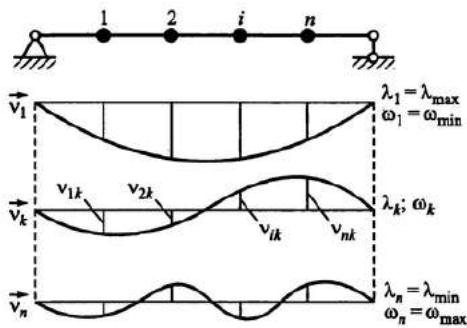 1 2 i n
λ₁ = λmax
v⃗₁ ω₁ = ωmin
v₁ₖ v₂ₖ
v⃗ₖ λₖ; ωₖ
vᵢₖ vₙₖ
λₙ = λmin
v⃗ₙ ωₙ = ωmax